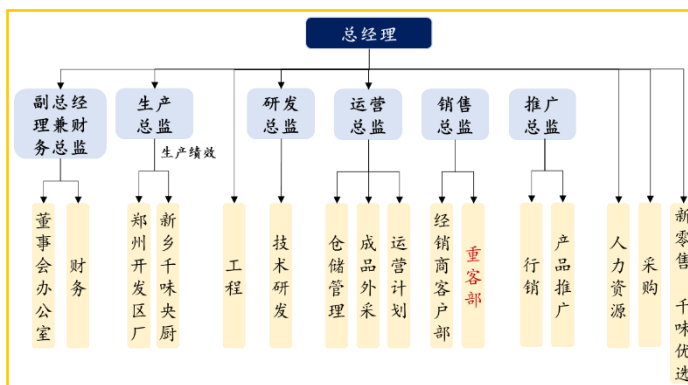 总经理
副总经
理兼财
务总监
生产
总监
研发
总监
运营
总监
销售
总监
推广
总监
生产绩效
董事会办公室
财务
郑州开发区厂
新乡千味央厨
工程
技术研发
仓储管理
成品外采
运营计划
经销商客户部
重客部
行销
产品推广
人力资源
采购
新零售 千味优选